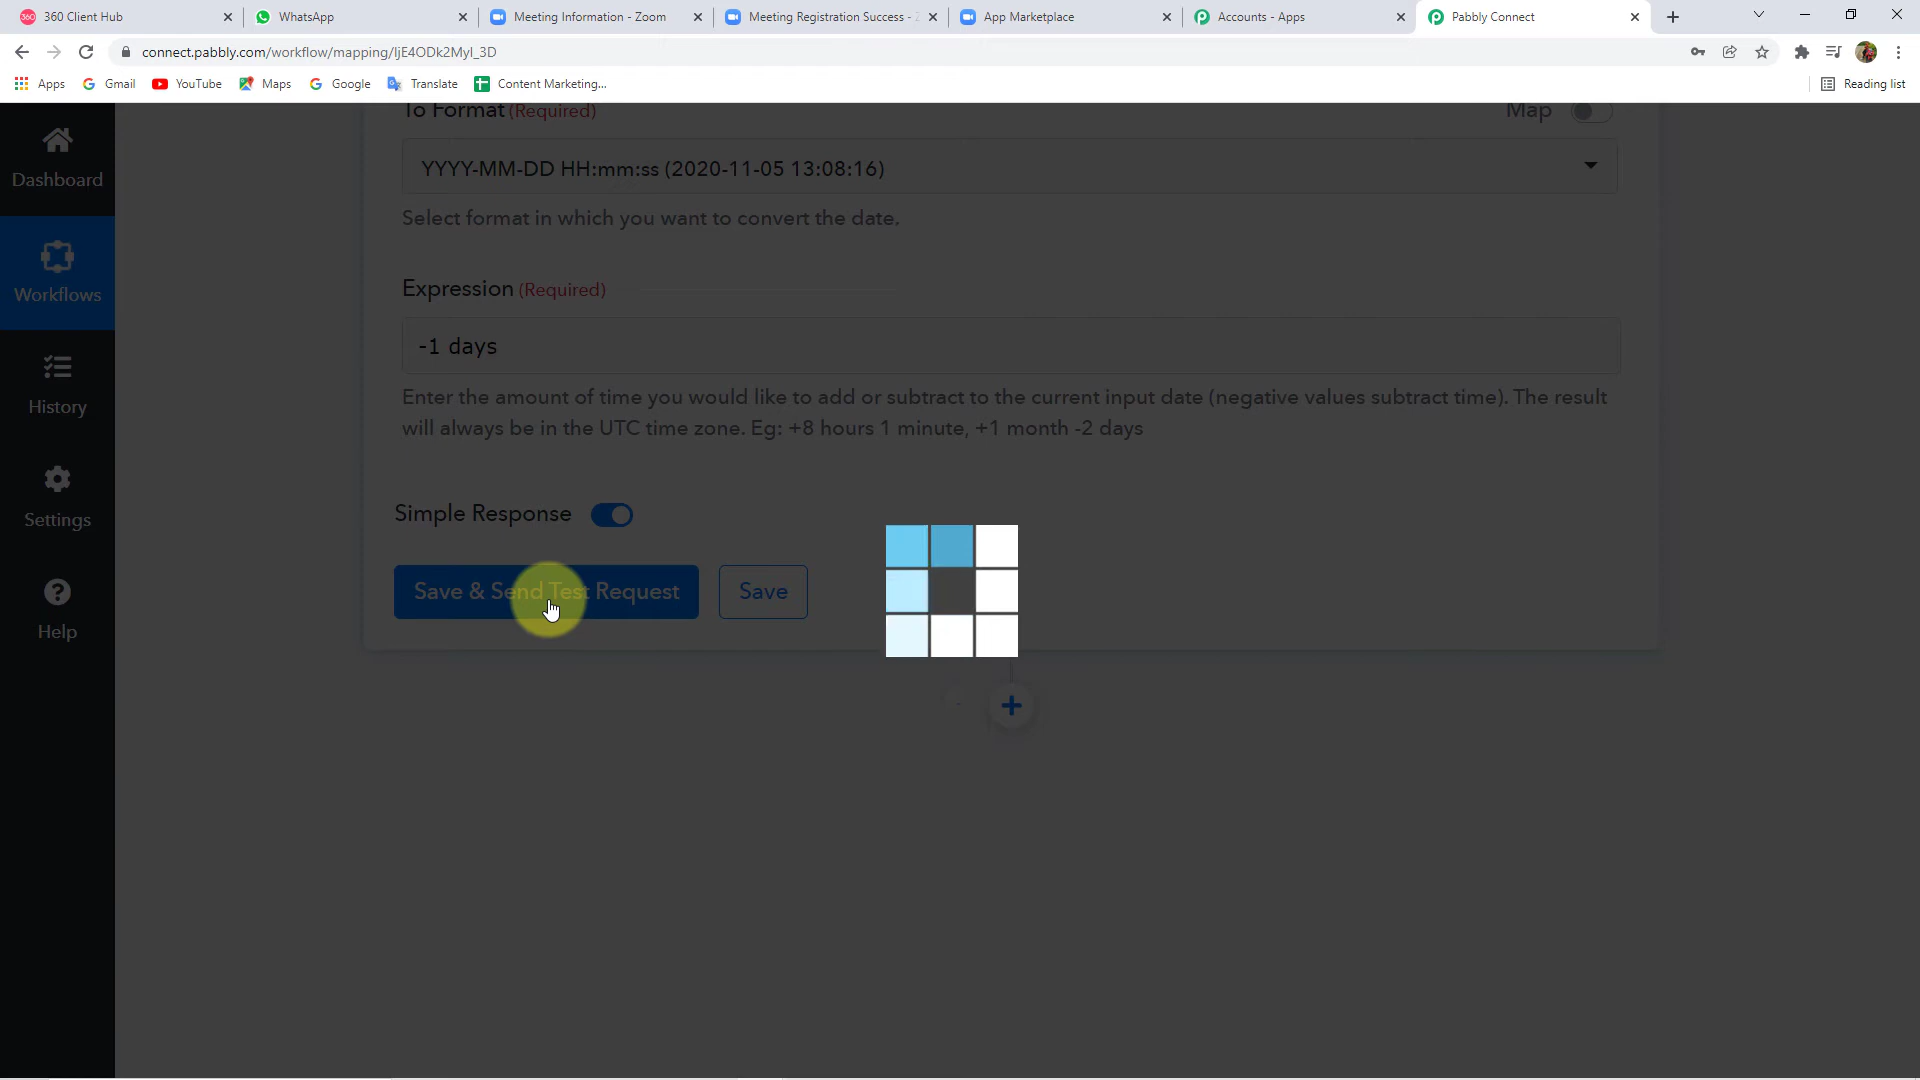 360 Client Hub
WhatsApp
Meeting Information - Zoom
Meeting Registration Success -
App Marketplace
Accounts - Apps
Pabbly Connect
connect.pabbly.com/workflow/mapping/IjE4ODk2MyI_3D
Apps
Gmail
YouTube
Maps
Google
Translate
Content Marketing...
Reading list
To Format (Required)
Map
Dashboard
YYYY-MM-DD HH:mm:ss (2020-11-05 13:08:16)
Select format in which you want to convert the date.
Workflows
Expression (Required)
-1 days
History
Enter the amount of time you would like to add or subtract to the current input date (negative values subtract time). The result
will always be in the UTC time zone. Eg: +8 hours 1 minute, +1 month -2 days
Settings
Simple Response
Save & Send Test Request
Save
Help